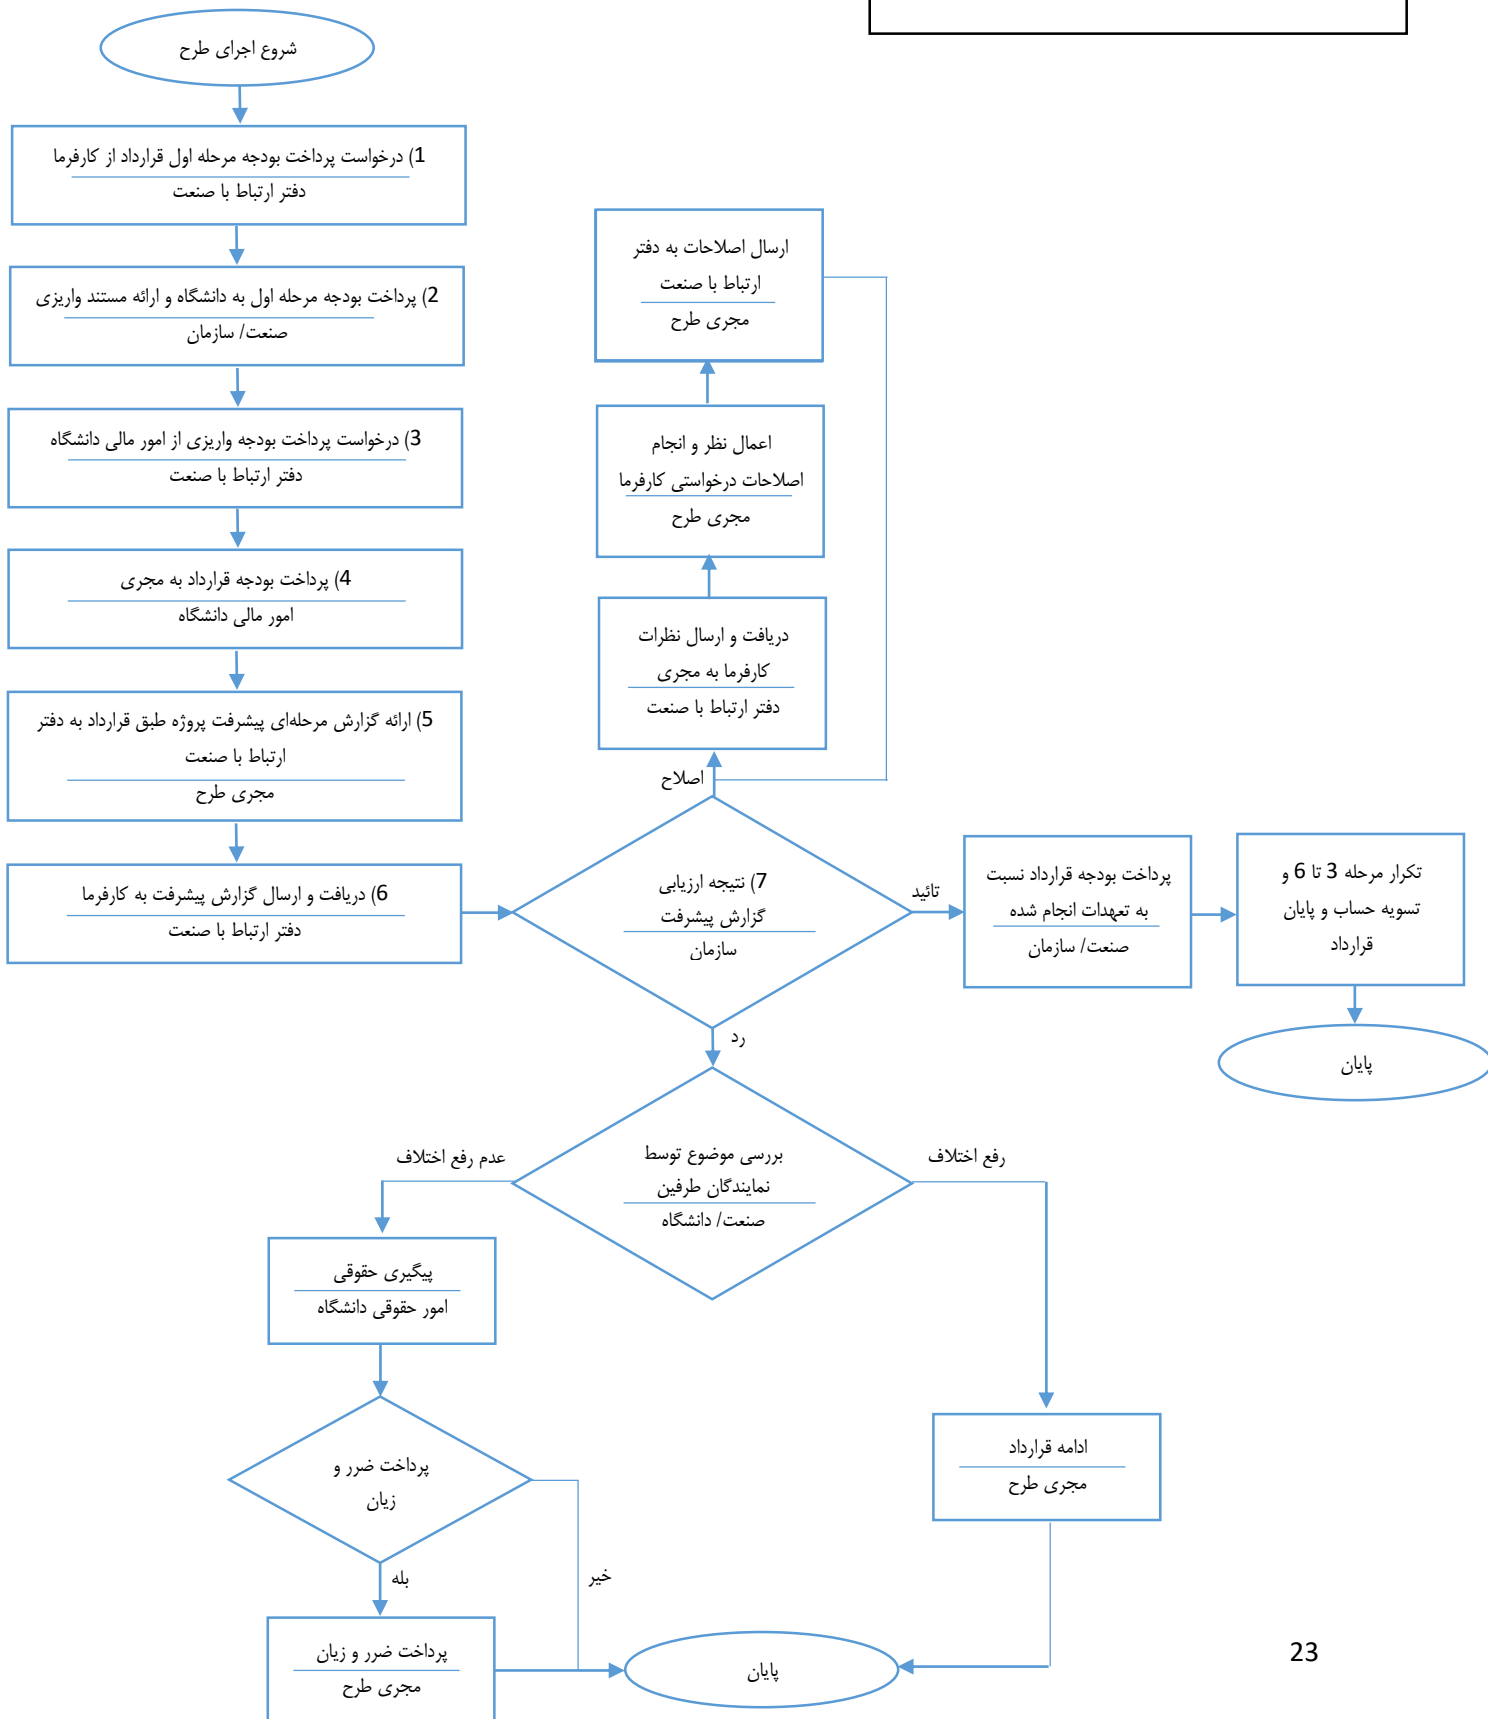 شروع اجرای طرح
1) درخواست پرداخت بودجه مرحله اول قرارداد از کارفرما
دفتر ارتباط با صنعت
2) پرداخت بودجه مرحله اول به دانشگاه و ارائه مستند واریزی
صنعت/ سازمان
3) درخواست پرداخت بودجه واریزی از امور مالی دانشگاه
دفتر ارتباط با صنعت
4) پرداخت بودجه قرارداد به مجری
امور مالی دانشگاه
5) ارائه گزارش مرحله‌ای پیشرفت پروژه طبق قرارداد به دفتر
ارتباط با صنعت
مجری طرح
6) دریافت و ارسال گزارش پیشرفت به کارفرما
دفتر ارتباط با صنعت
7) نتیجه ارزیابی
گزارش پیشرفت
سازمان
اصلاح
دریافت و ارسال نظرات
کارفرما به مجری
دفتر ارتباط با صنعت
اعمال نظر و انجام
اصلاحات درخواستی کارفرما
مجری طرح
ارسال اصلاحات به دفتر
ارتباط با صنعت
مجری طرح
تائید
پرداخت بودجه قرارداد نسبت
به تعهدات انجام شده
صنعت/ سازمان
تکرار مرحله 3 تا 6 و
تسویه حساب و پایان
قرارداد
پایان
رد
بررسی موضوع توسط
نمایندگان طرفین
صنعت/ دانشگاه
رفع اختلاف
عدم رفع اختلاف
پیگیری حقوقی
امور حقوقی دانشگاه
ادامه قرارداد
مجری طرح
پرداخت ضرر و
زیان
بله
خیر
پرداخت ضرر و زیان
مجری طرح
پایان
23